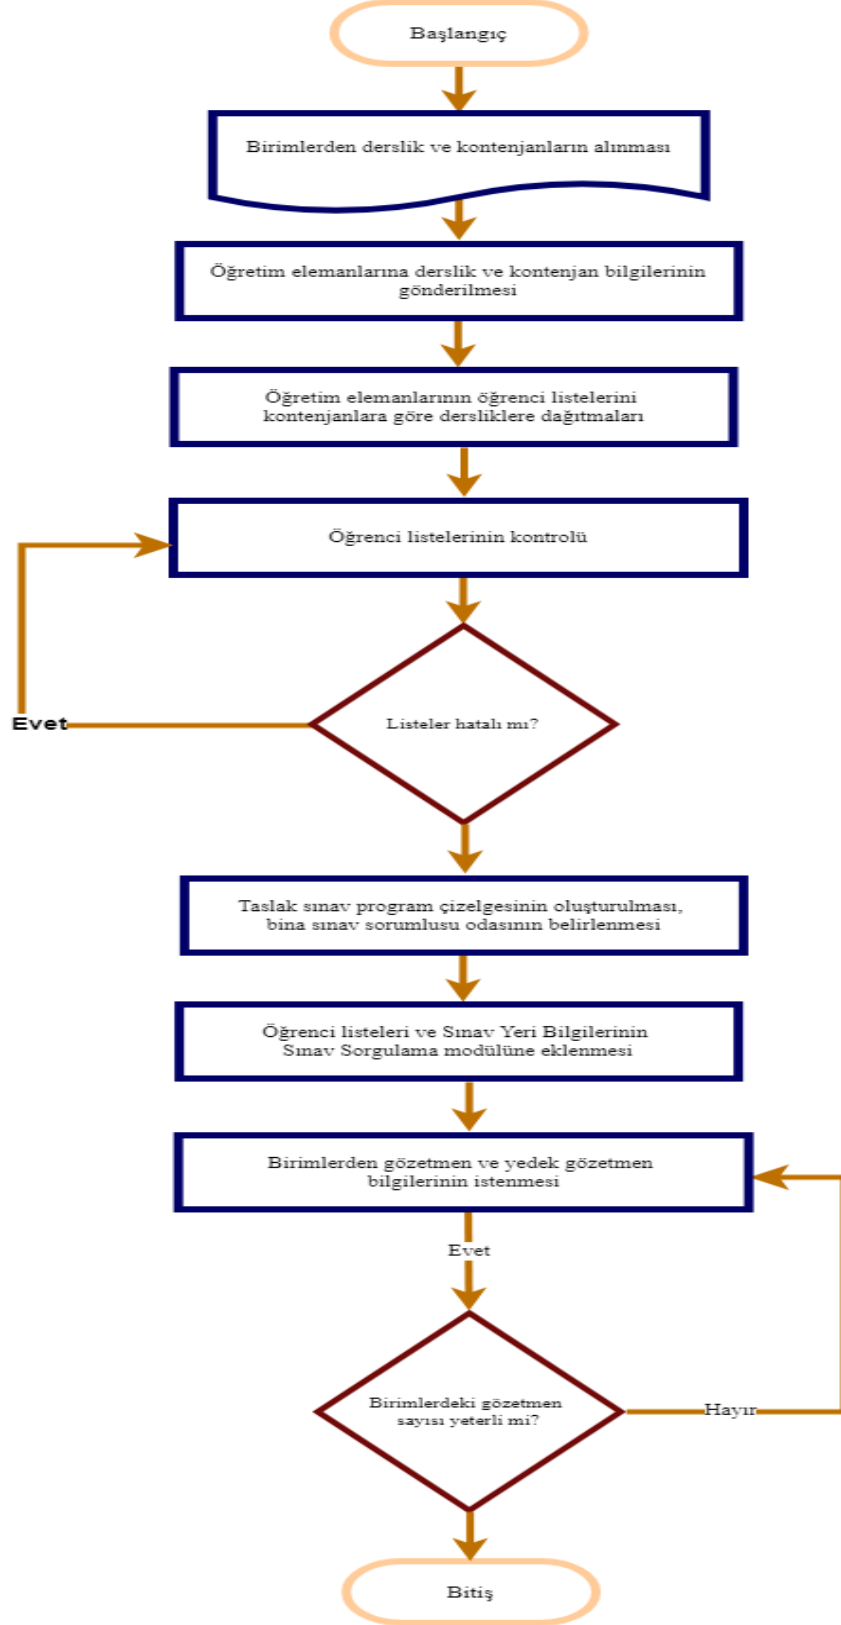 Başlangıç
Birimlerden derslik ve kontenjanların alınması
Öğretim elemanlarına derslik ve kontenjan bilgilerinin
gönderilmesi
Öğretim elemanlarının öğrenci listelerini
kontenjanlara göre dersliklere dağıtmaları
Öğrenci listelerinin kontrolü
Listeler hatalı mı?
Evet
Taslak sınav program çizelgesinin oluşturulması,
bina sınav sorumlusu odasının belirlenmesi
Öğrenci listeleri ve Sınav Yeri Bilgilerinin
Sınav Sorgulama modülüne eklenmesi
Birimlerden gözetmen ve yedek gözetmen
bilgilerinin istenmesi
Evet
Birimlerdeki gözetmen
sayısı yeterli mi?
Hayır
Bitiş